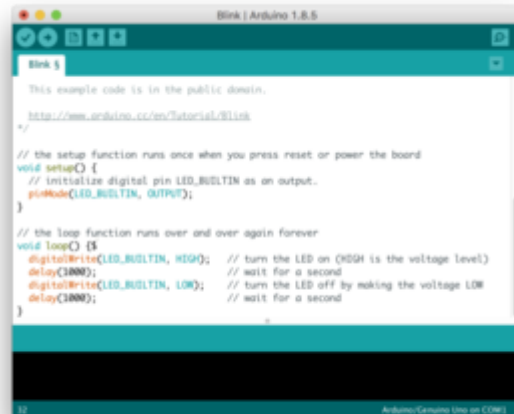 Blink | Arduino 1.8.5
Blink §
This example code is in the public domain.
http://www.arduino.cc/en/Tutorial/Blink
*/
// the setup function runs once when you press reset or power the board
void setup() {
// initialize digital pin LED_BUILTIN as an output.
pinMode(LED_BUILTIN, OUTPUT);
}
// the loop function runs over and over again forever
void loop() {$
digitalWrite(LED_BUILTIN, HIGH); // turn the LED on (HIGH is the voltage level)
delay(1000); // wait for a second
digitalWrite(LED_BUILTIN, LOW); // turn the LED off by making the voltage LOW
delay(1000); // wait for a second
}
32
Arduino/Genuino Uno on COM1